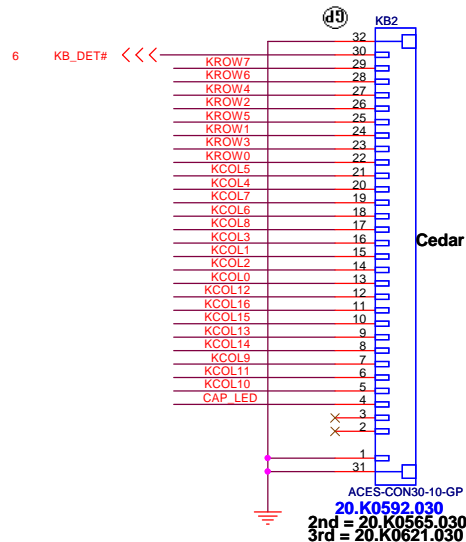 GP
KB2
32
6 KB_DET# 30
KROW7 29
KROW6 28
KROW4 27
KROW2 26
KROW5 25
KROW1 24
KROW3 23
KROW0 22
KCOL5 21
KCOL4 20
KCOL7 19
KCOL6 18
KCOL8 17
KCOL3 16
KCOL1 15
KCOL2 14
KCOL0 13
KCOL12 12
KCOL16 11
KCOL15 10
KCOL13 9
KCOL14 8
KCOL9 7
KCOL11 6
KCOL10 5
CAP_LED 4
3
2
1
31
Cedar
ACES-CON30-10-GP
20.K0592.030
2nd = 20.K0565.030
3rd = 20.K0621.030